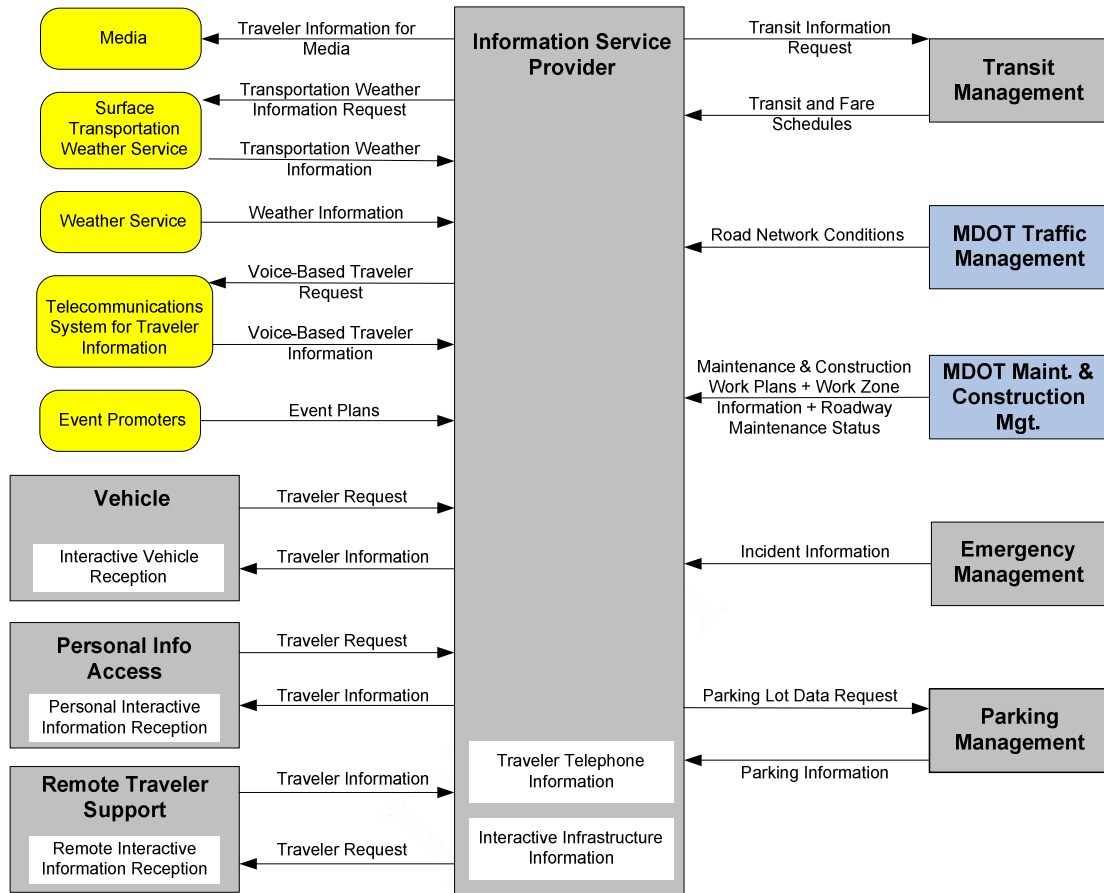 Media
Traveler Information for
Media
Information Service
Provider
Transit Information
Request
Transit
Management
Transit and Fare
Schedules
Surface
Transportation
Weather Service
Transportation Weather
Information Request
Transportation Weather
Information
Weather Service
Weather Information
Road Network Conditions
MDOT Traffic
Management
Telecommunications
System for Traveler
Information
Voice-Based Traveler
Request
Voice-Based Traveler
Information
Maintenance & Construction
Work Plans + Work Zone
Information + Roadway
Maintenance Status
MDOT Maint. &
Construction
Mgt.
Event Promoters
Event Plans
Vehicle
Interactive Vehicle
Reception
Traveler Request
Traveler Information
Incident Information
Emergency
Management
Personal Info
Access
Personal Interactive
Information Reception
Traveler Request
Traveler Information
Parking Lot Data Request
Parking
Management
Parking Information
Remote Traveler
Support
Remote Interactive
Information Reception
Traveler Information
Traveler Request
Traveler Telephone
Information
Interactive Infrastructure
Information